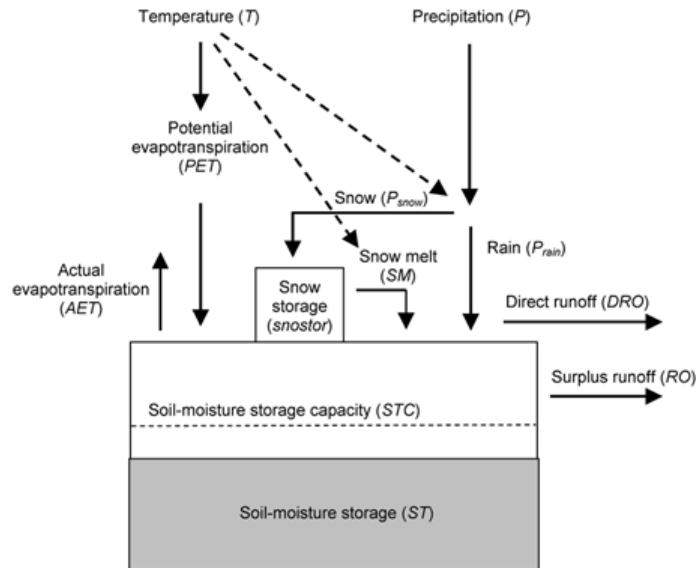 Temperature (T)
Precipitation (P)
Potential
evapotranspiration
(PET)
Snow (Psnow)
Rain (Prain)
Actual
evapotranspiration
(AET)
Snow melt
(SM)
Snow
storage
(snostor)
Direct runoff (DRO)
Surplus runoff (RO)
Soil-moisture storage capacity (STC)
Soil-moisture storage (ST)